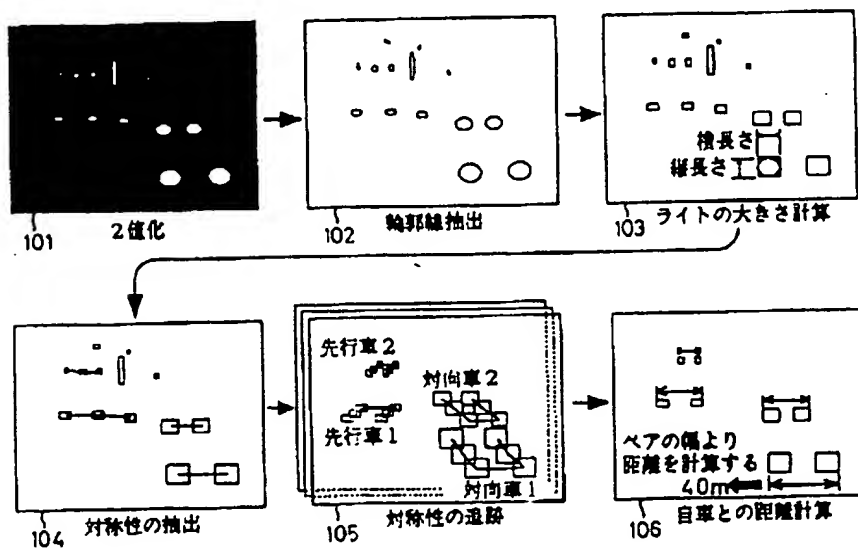 横長さ
縦長さ
101
2値化
102
輪郭線抽出
103
ライトの大きさ計算
先行車2
対向車2
先行車1
対向車1
ペアの幅より
距離を計算する
40m
104
対称性の抽出
105
対称性の追跡
106
自車との距離計算